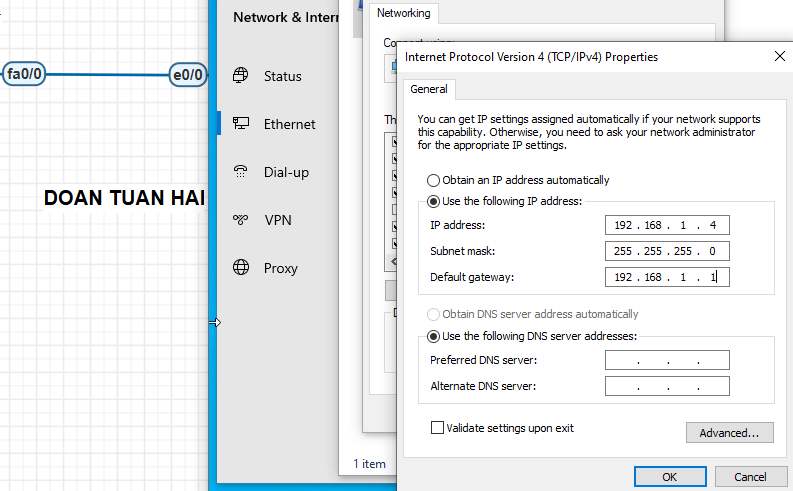 fa0/0
e0/0
DOAN TUAN HAI
Network & Inter
Status
Ethernet
Dial-up
VPN
Proxy
Networking
1 item
Internet Protocol Version 4 (TCP/IPv4) Properties
General
You can get IP settings assigned automatically if your network supports
this capability. Otherwise, you need to ask your network administrator
for the appropriate IP settings.
Obtain an IP address automatically
Use the following IP address:
IP address: 192 . 168 . 1 . 4
Subnet mask: 255 . 255 . 255 . 0
Default gateway: 192 . 168 . 1 . 1
Obtain DNS server address automatically
Use the following DNS server addresses:
Preferred DNS server: . . .
Alternate DNS server: . . .
Validate settings upon exit
Advanced...
OK
Cancel